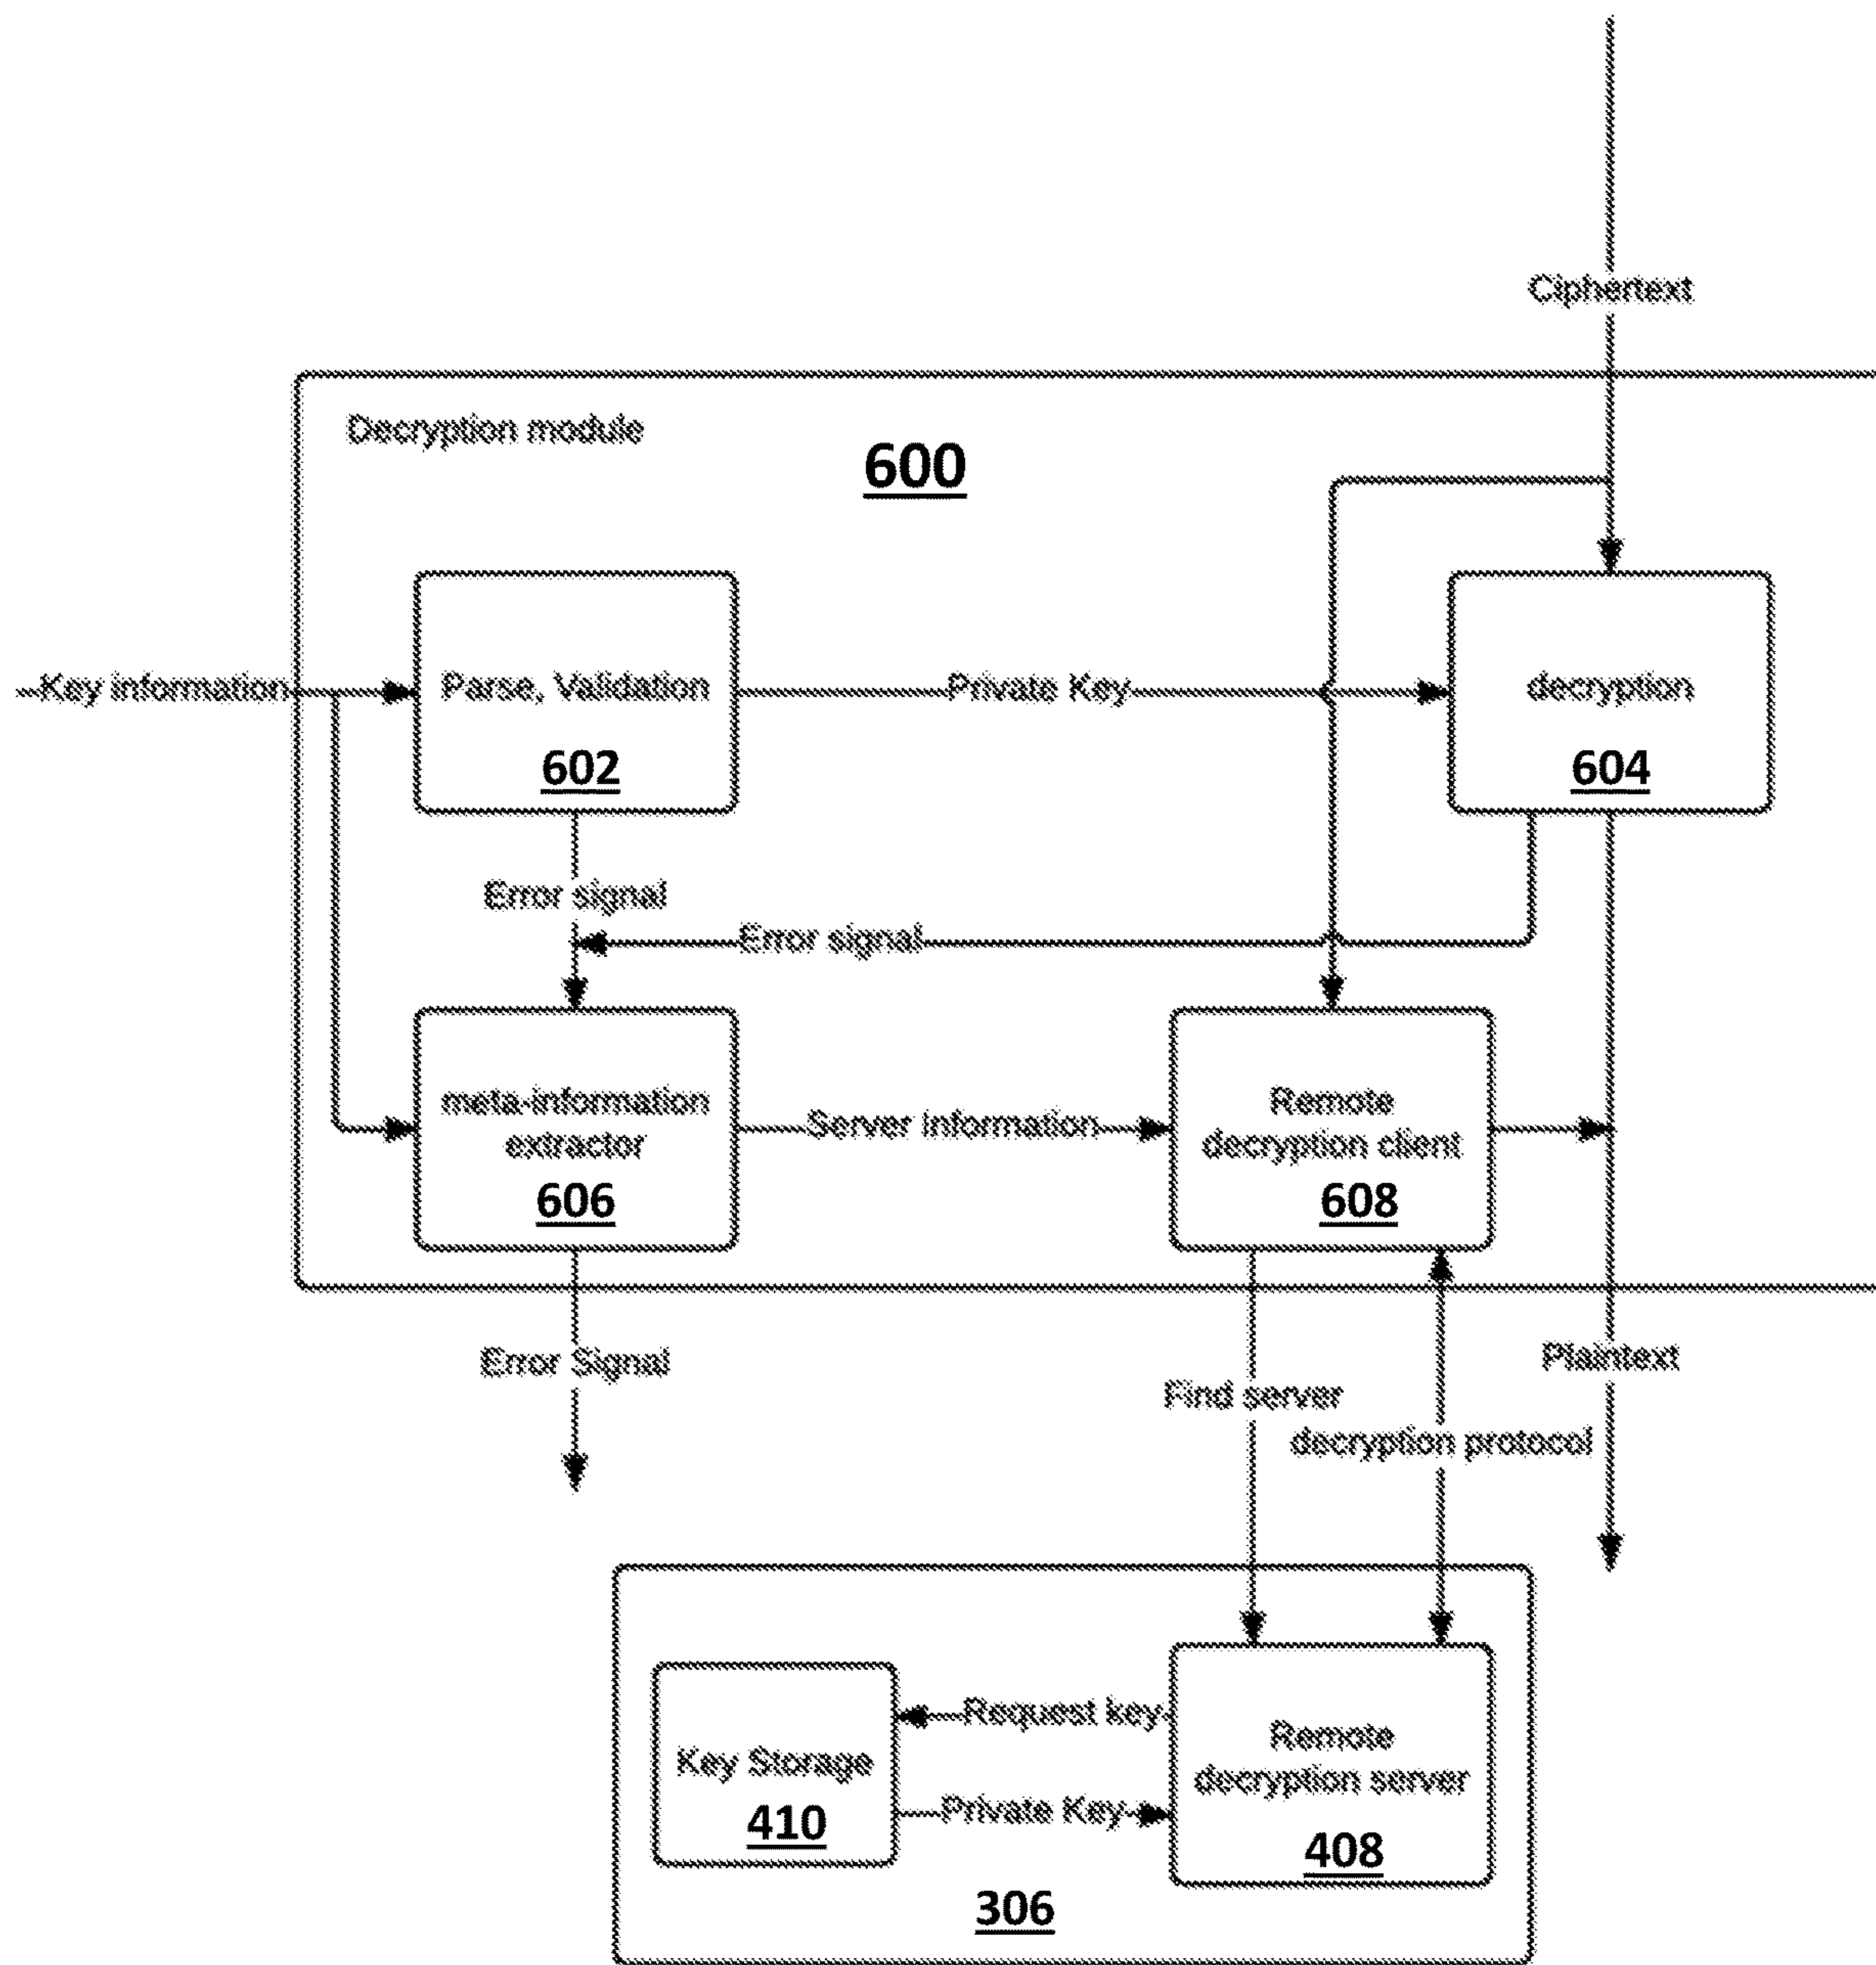 Ciphertext
Decryption module
600
Key information
Parse, Validation
602
Private Key
decryption
604
Error signal
Error signal
meta-information
extractor
606
Server information
Remote
decryption client
608
Error Signal
Find server
decryption protocol
Plaintext
Key Storage
410
Request key
Private Key
Remote
decryption server
408
306